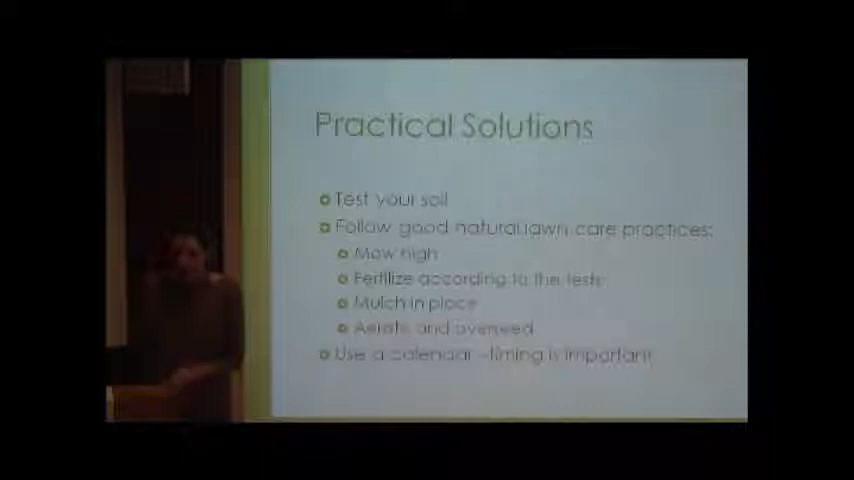 Practical Solutions
Test your soil
Follow good natural lawn care practices:
Mow high
Fertilize according to the tests
Mulch in place
Aerate and overseed
Use a calendar - timing is important